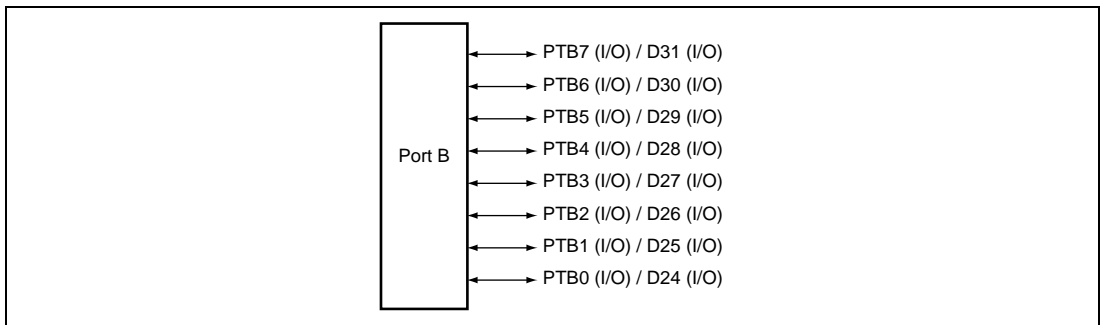 PTB7 (I/O) / D31 (I/O)
PTB6 (I/O) / D30 (I/O)
PTB5 (I/O) / D29 (I/O)
Port B
PTB4 (I/O) / D28 (I/O)
PTB3 (I/O) / D27 (I/O)
PTB2 (I/O) / D26 (I/O)
PTB1 (I/O) / D25 (I/O)
PTB0 (I/O) / D24 (I/O)